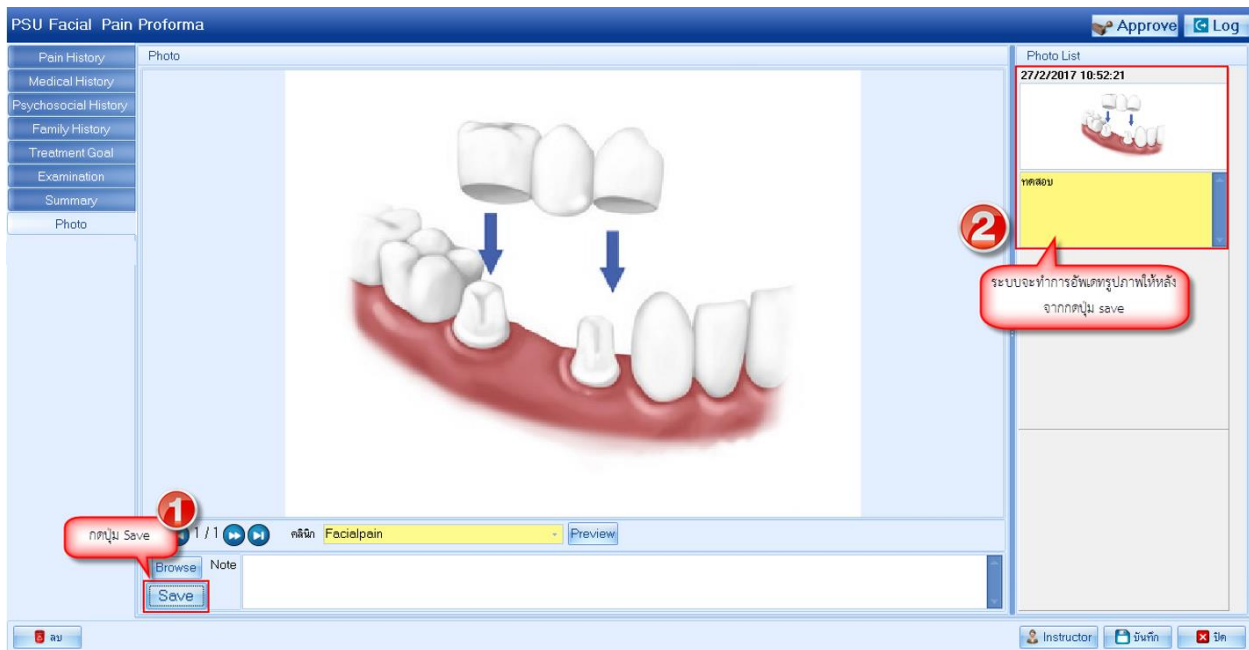 PSU Facial Pain Proforma
Approve
Log
Pain History
Medical History
Psychosocial History
Family History
Treatment Goal
Examination
Summary
Photo
Photo
Photo List
27/2/2017 10:52:21
ทดสอบ
2
ระบบจะทำการอัพเดทรูปภาพให้หลัง
จากกดปุ่ม save
1
กดปุ่ม Save
1 / 1
คลินิก
Facialpain
Preview
Browse
Note
Save
ลบ
Instructor
บันทึก
ปิด